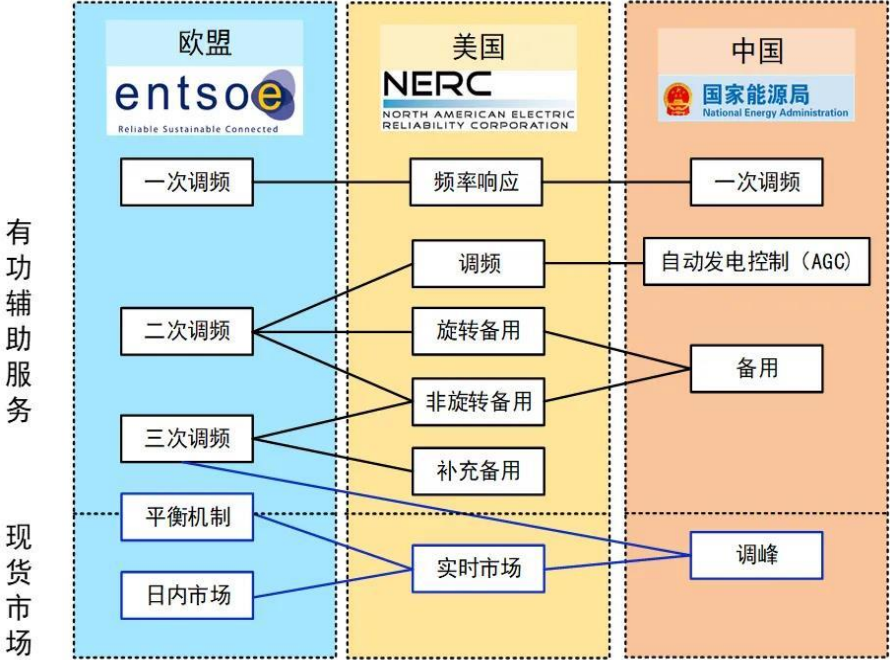 欧盟
entsoe
Reliable Sustainable Connected
美国
NERC
NORTH AMERICAN ELECTRIC
RELIABILITY CORPORATION
中国
国家能源局
National Energy Administration
有功辅助服务
一次调频
频率响应
一次调频
调频
自动发电控制（AGC）
二次调频
旋转备用
备用
非旋转备用
三次调频
补充备用
现货市场
平衡机制
实时市场
调峰
日内市场